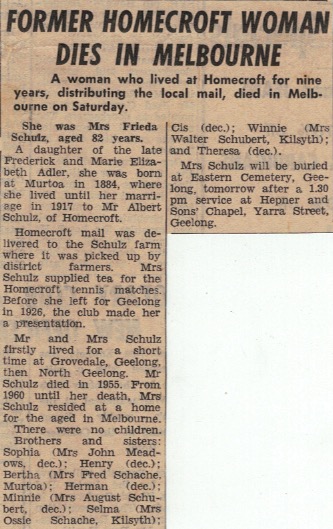 FORMER HOMECROFT WOMAN
DIES IN MELBOURNE
A woman who lived at Homecroft for nine
years, distributing the local mail, died in Melb-
ourne on Saturday.
She was Mrs Frieda
Schulz, aged 82 years.
A daughter of the late
Frederick and Marie Eliza-
beth Adler, she was born
at Murtoa in 1884, where
she lived until her marri-
age in 1917 to Mr Albert
Schulz, of Homecroft.
Homecroft mail was de-
livered to the Schulz farm
where it was picked up by
district farmers. Mrs
Schulz supplied tea for the
Homecroft tennis matches.
Before she left for Geelong
in 1926, the club made her
a presentation.
Mr and Mrs Schulz
firstly lived for a short
time at Grovedale, Geelong,
then North Geelong. Mr
Schulz died in 1955. From
1960 until her death, Mrs
Schulz resided at a home
for the aged in Melbourne.
There were no children.
Brothers and sisters:
Sophia (Mrs John Mead-
ows, dec.); Henry (dec.);
Bertha (Mrs Fred Schache,
Murtoa); Herman (dec.);
Minnie (Mrs August Schu-
bert, dec.); Selma (Mrs
Ossie Schache, Kilsyth);
Cis (dec.); Winnie (Mrs
Walter Schubert, Kilsyth);
and Theresa (dec.).
Mrs Schulz will be buried
at Eastern Cemetery, Gee-
long, tomorrow after a 1.30
pm service at Hepner and
Sons' Chapel, Yarra Street,
Geelong.